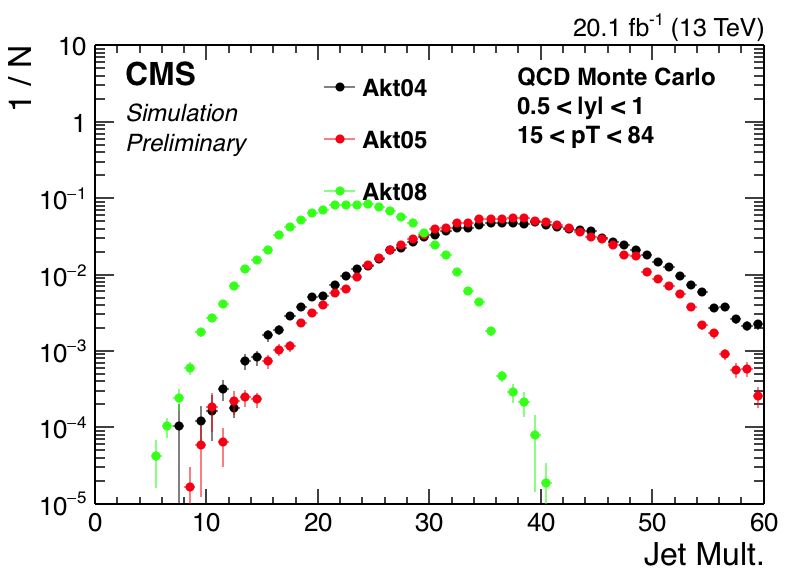 20.1 fb⁻¹ (13 TeV)
1 / N
CMS
Simulation
Preliminary
Akt04
Akt05
Akt08
QCD Monte Carlo
0.5 < |y| < 1
15 < pT < 84
10
1
10⁻¹
10⁻²
10⁻³
10⁻⁴
10⁻⁵
0 10 20 30 40 50 60
Jet Mult.